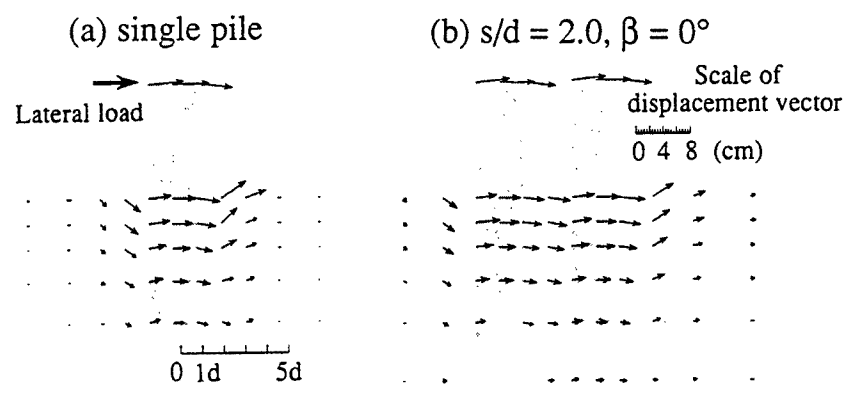 (a) single pile
(b) s/d = 2.0, β = 0°
Lateral load
Scale of
displacement vector
0 4 8 (cm)
0 1d 5d